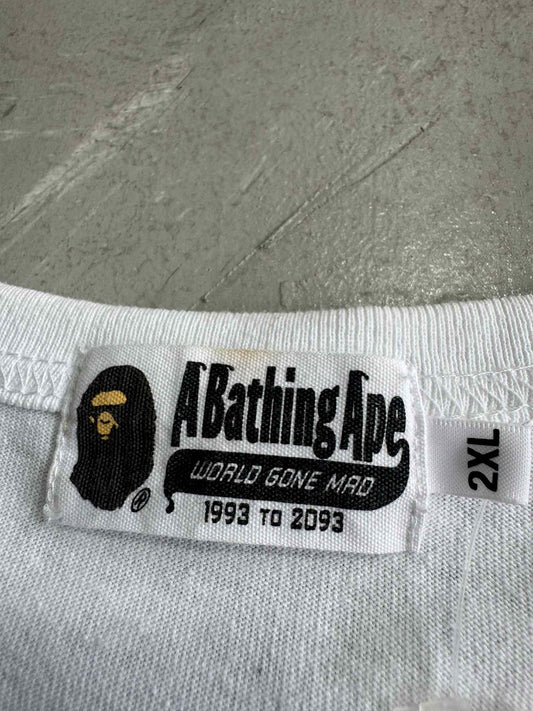 A Bathing Ape
WORLD GONE MAD
1993 TO 2093
2XL